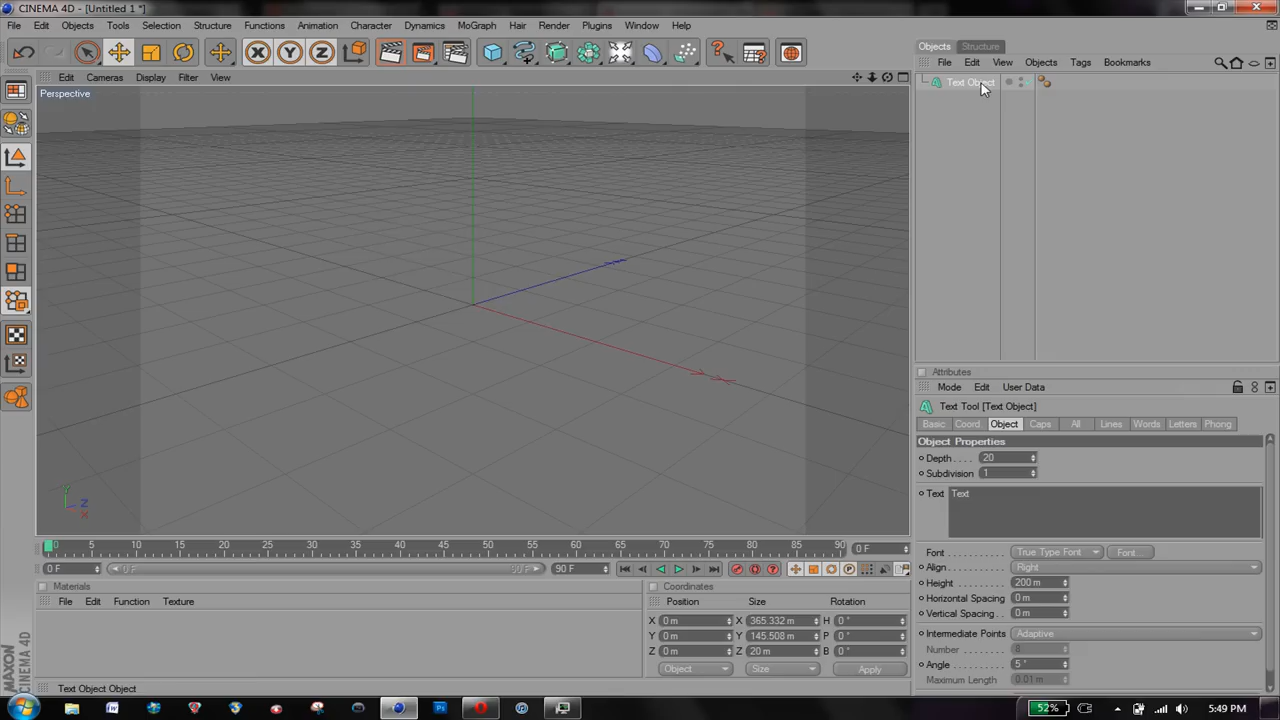 CINEMA 4D - [Untitled 1 *]
File Edit Objects Tools Selection Structure Functions Animation Character Dynamics MoGraph Hair Render Plugins Window Help
X Y Z
Objects Structure
File Edit View Objects Tags Bookmarks
Text Object
Edit Cameras Display Filter View
Perspective
Y
Z
X
Attributes
Mode Edit User Data
Text Tool [Text Object]
Basic Coord Object Caps All Lines Words Letters Phong
Object Properties
Depth 20
Subdivision 1
Text Text
Font True Type Font Font...
Align Right
Height 200 m
Horizontal Spacing 0 m
Vertical Spacing 0 m
Intermediate Points Adaptive
Number 8
Angle 5 °
Maximum Length 0.01 m
0 5 10 15 20 25 30 35 40 45 50 55 60 65 70 75 80 85 90 0 F
0 F 0 F 90 F 90 F
Materials
File Edit Function Texture
Coordinates
Position Size Rotation
X 0 m X 365.332 m H 0 °
Y 0 m Y 145.508 m P 0 °
Z 0 m Z 20 m B 0 °
Object Size Apply
MAXON
CINEMA 4D
Text Object Object
52% 5:49 PM